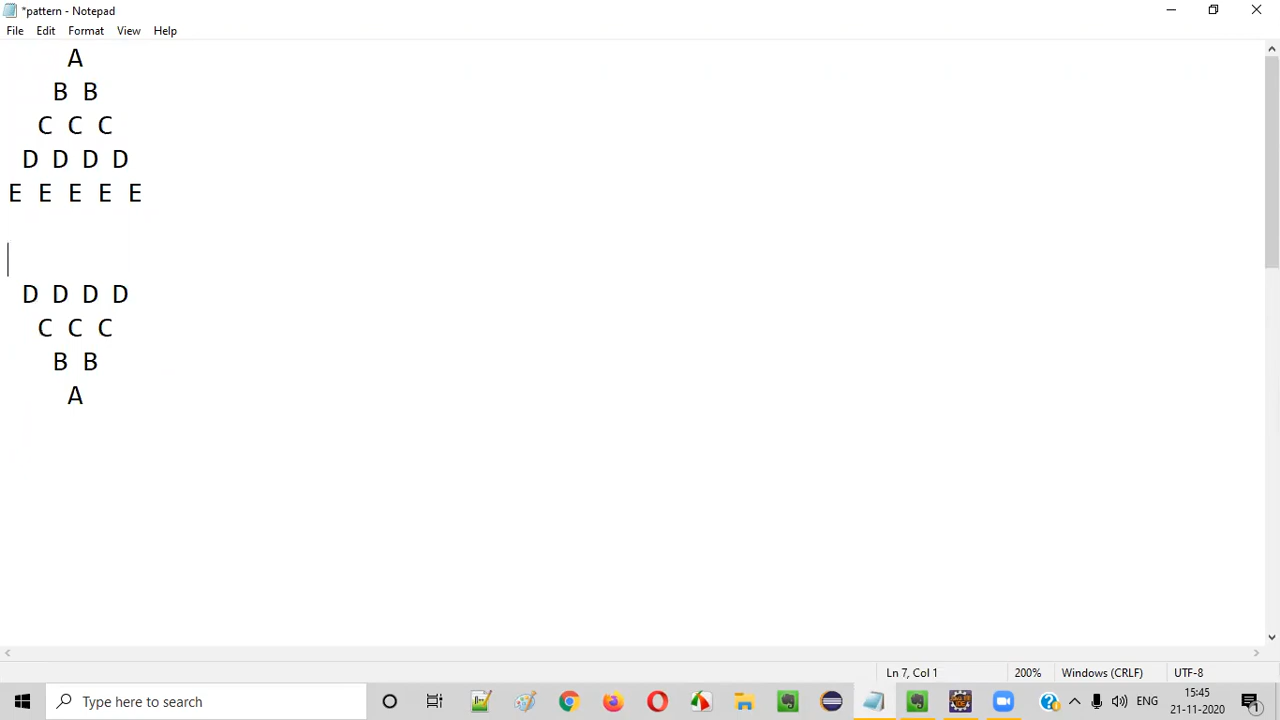 *pattern - Notepad
File Edit Format View Help
A
B B
C C C
D D D D
E E E E E
D D D D
C C C
B B
A
Ln 7, Col 1 200% Windows (CRLF) UTF-8
Type here to search
ENG
15:45
21-11-2020
1